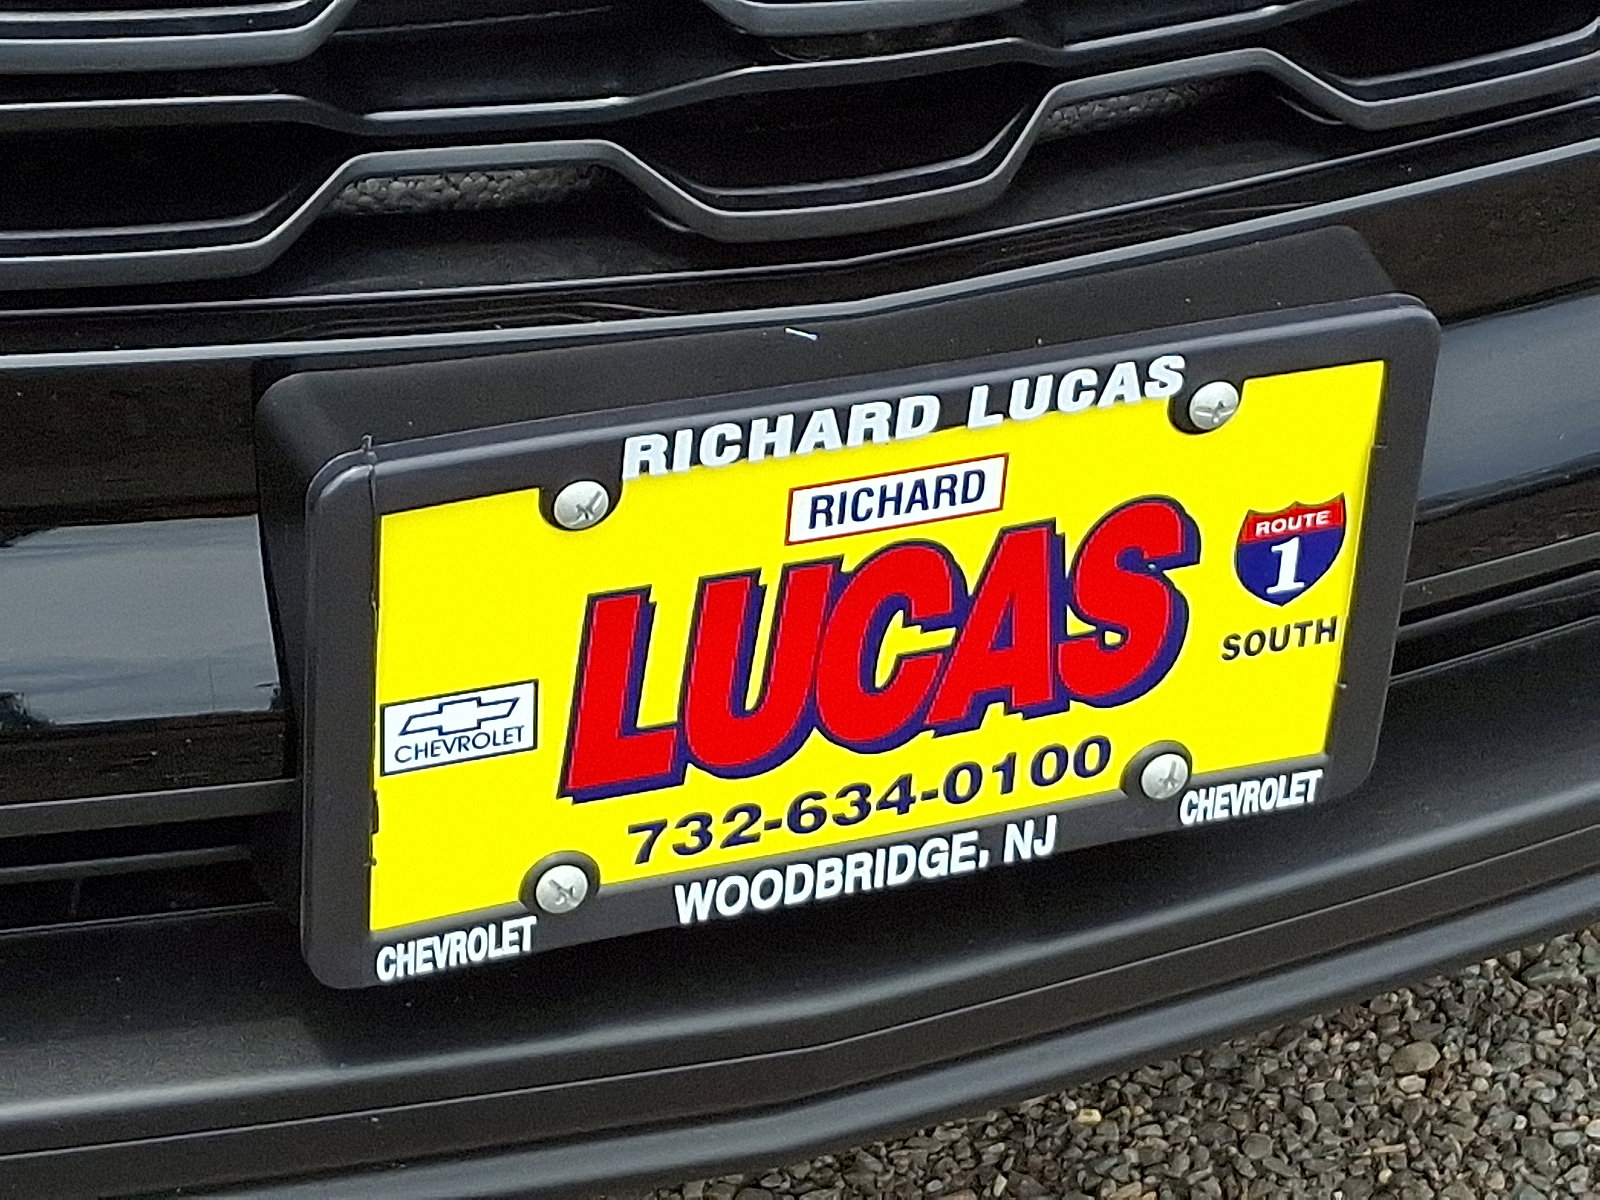 RICHARD LUCAS
RICHARD
LUCAS
ROUTE
1
SOUTH
CHEVROLET
732-634-0100
CHEVROLET
WOODBRIDGE, NJ
CHEVROLET